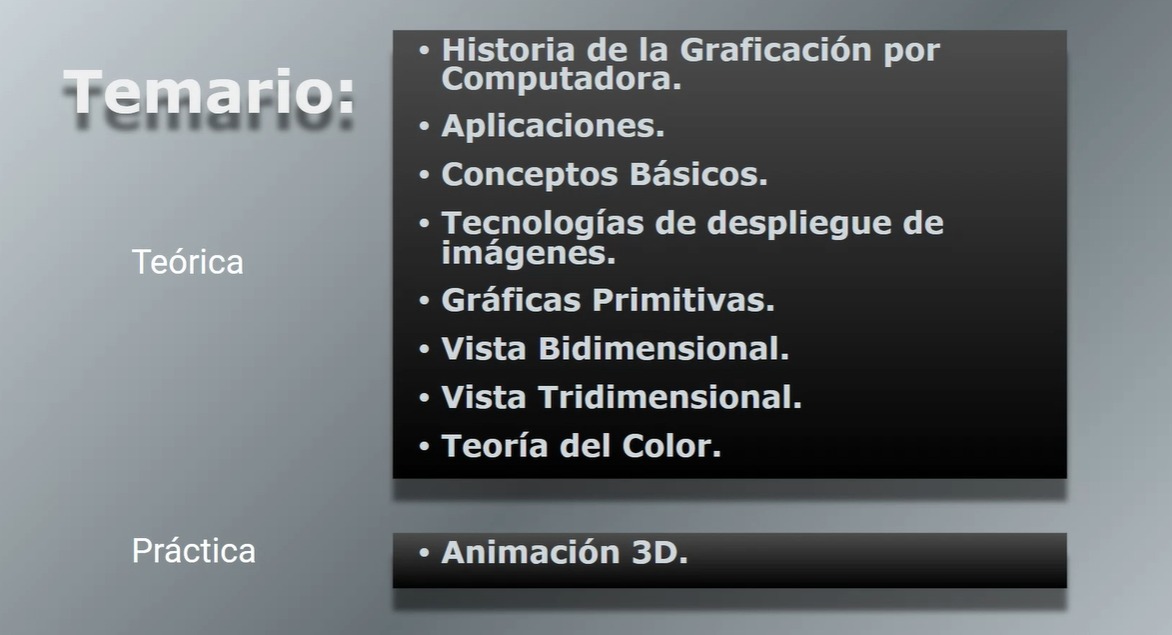 Temario:
• Historia de la Graficación por
Computadora.
• Aplicaciones.
• Conceptos Básicos.
• Tecnologías de despliegue de
imágenes.
Teórica
• Gráficas Primitivas.
• Vista Bidimensional.
• Vista Tridimensional.
• Teoría del Color.
Práctica
• Animación 3D.